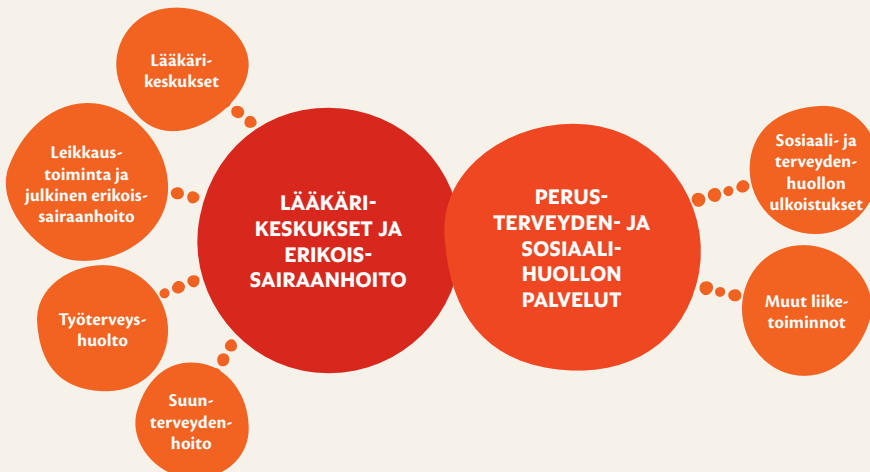 Lääkäri-
keskukset
Leikkaus-
toiminta ja
julkinen erikois-
sairaanhoito
Työterveys-
huolto
Suun-
terveyden-
hoito
LÄÄKÄRI-
KESKUKSET JA
ERIKOIS-
SAIRAANHOITO
PERUS-
TERVEYDEN- JA
SOSIAALI-
HUOLLON
PALVELUT
Sosiaali- ja
terveyden-
huollon
ulkoistukset
Muut liike-
toiminnot